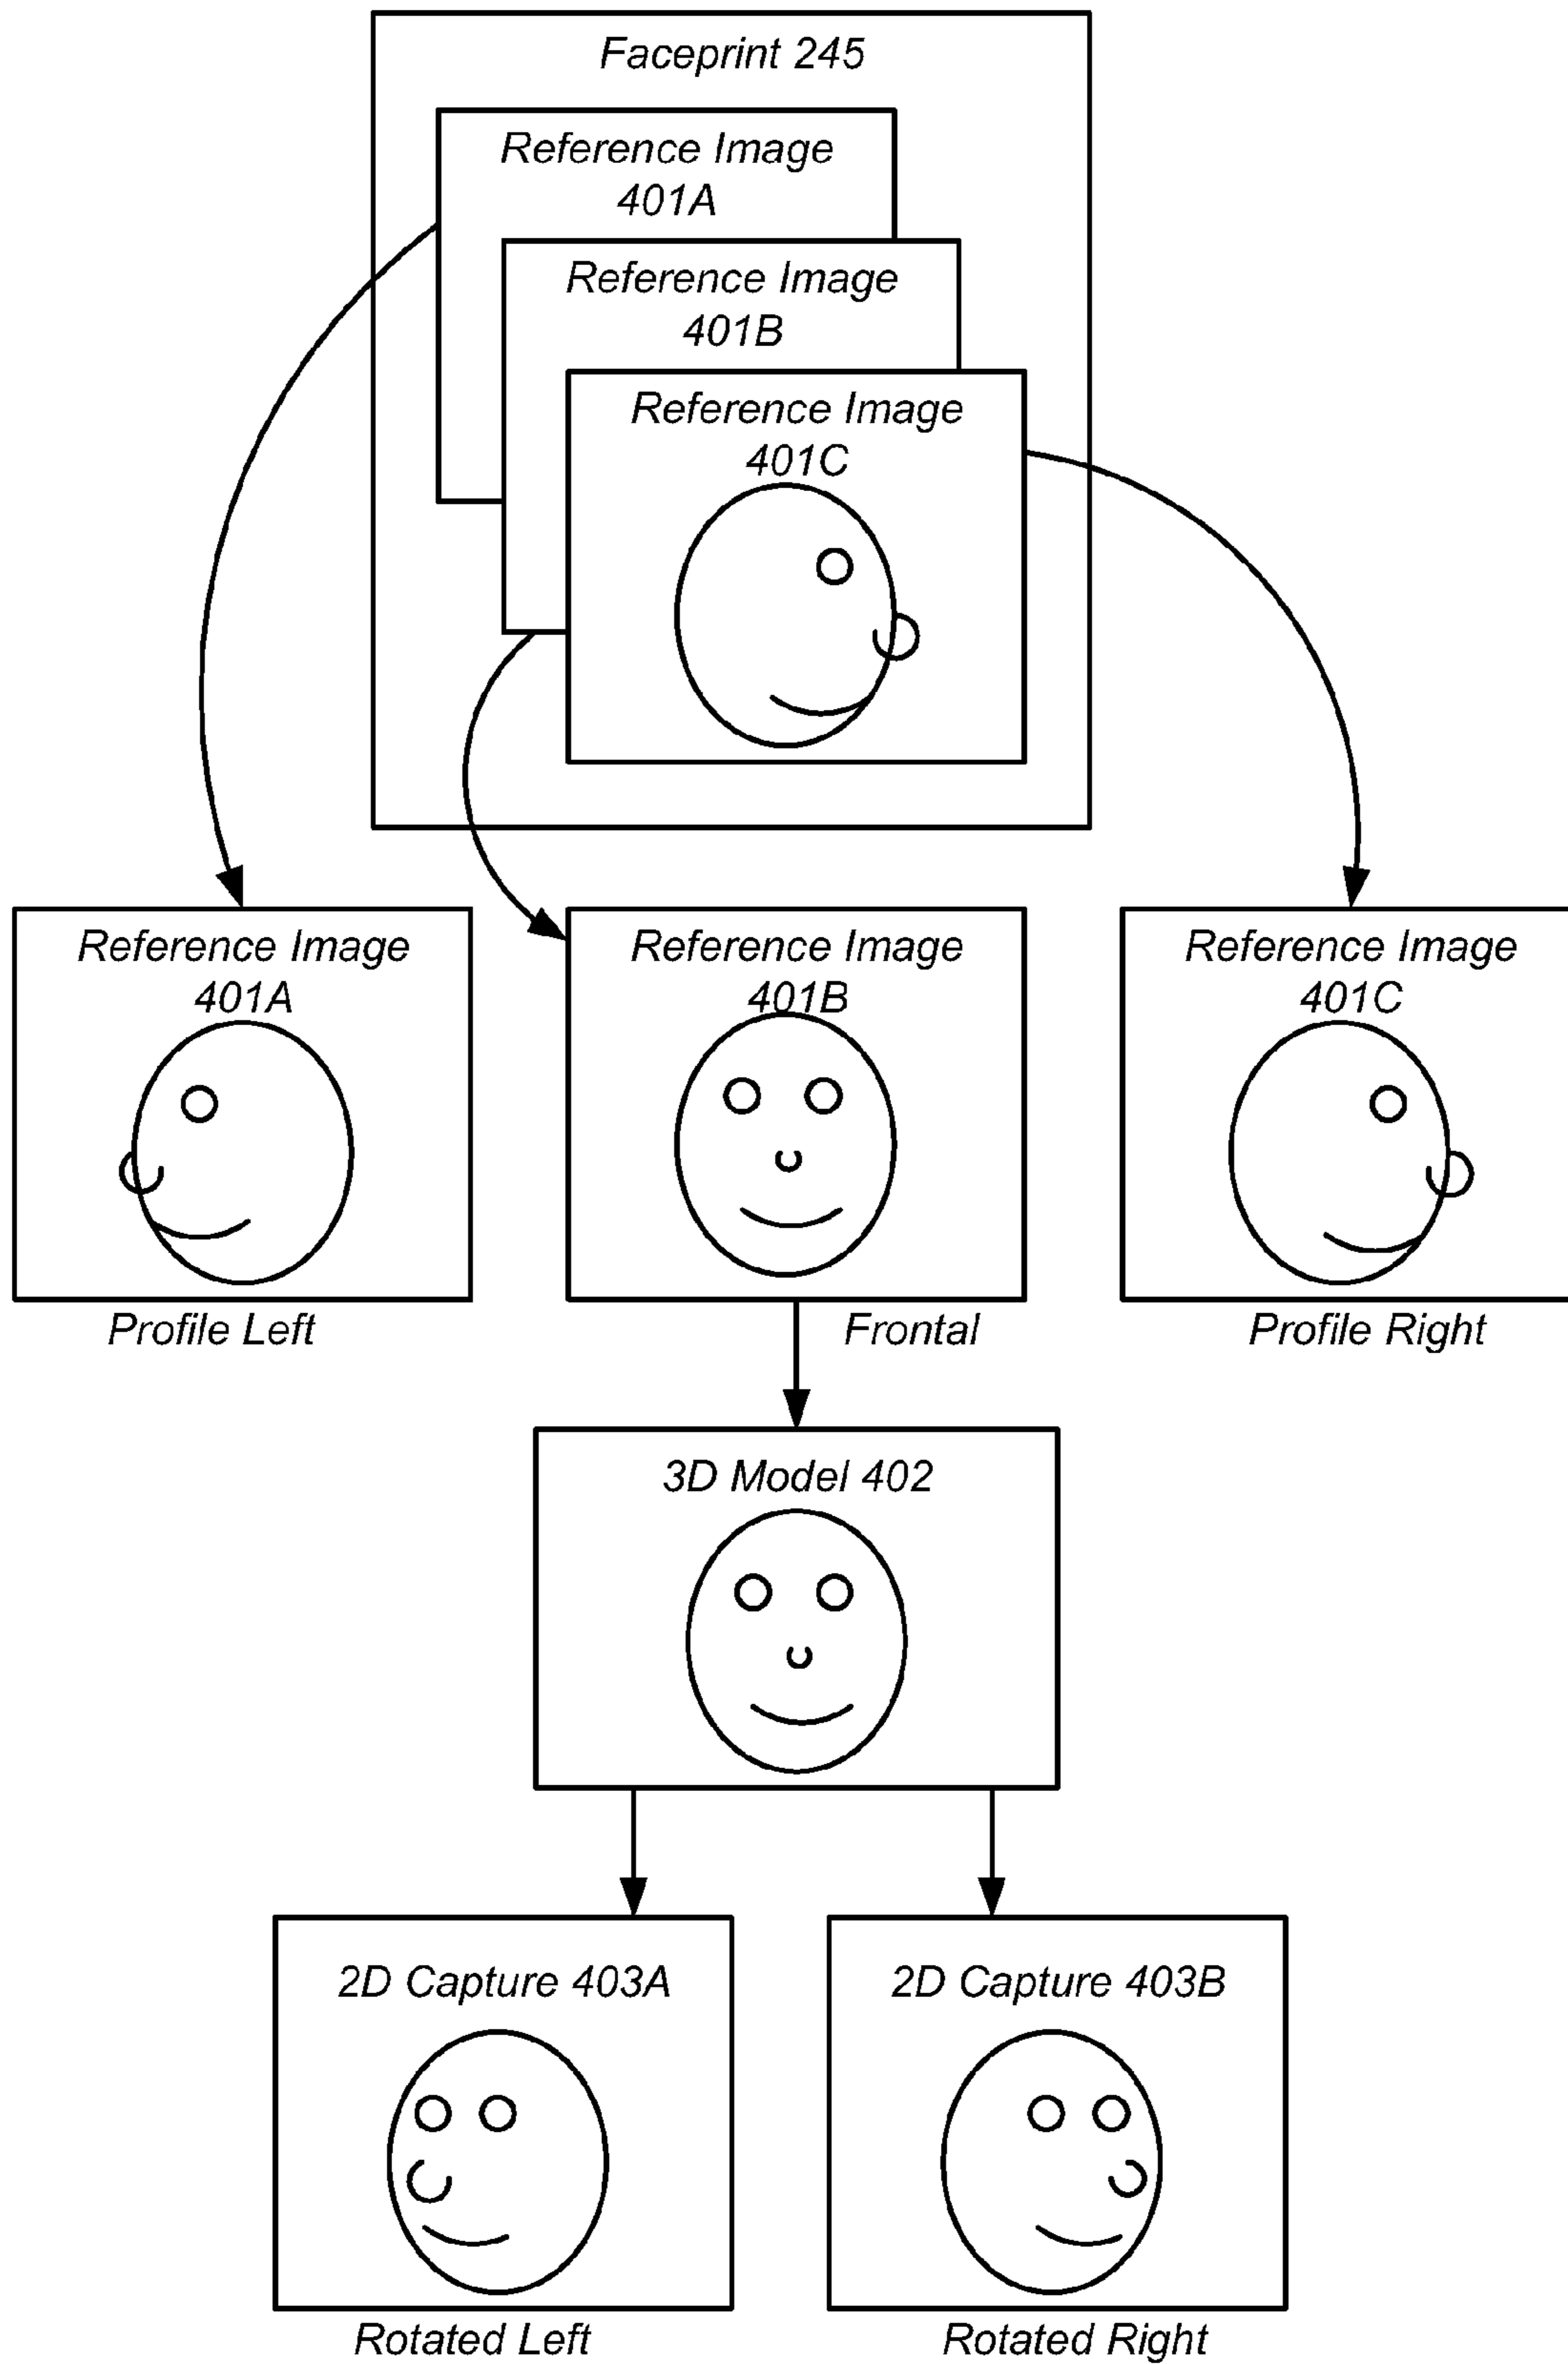 Faceprint 245
Reference Image
401A
Reference Image
401B
Reference Image
401C
Reference Image
401A
Reference Image
401B
Reference Image
401C
Profile Left
Frontal
Profile Right
3D Model 402
2D Capture 403A
2D Capture 403B
Rotated Left
Rotated Right